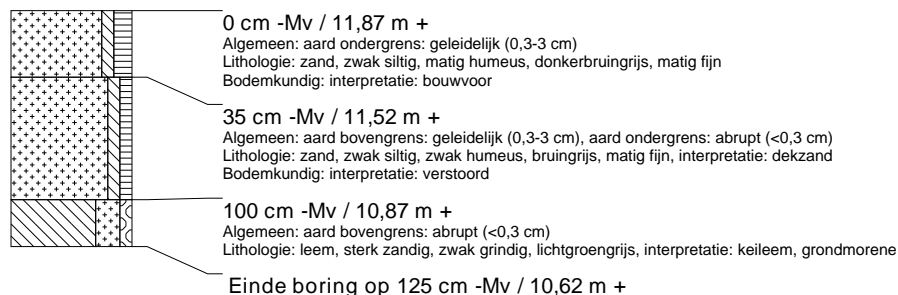 0 cm -Mv / 11,87 m +
Algemeen: aard ondergrens: geleidelijk (0,3-3 cm)
Lithologie: zand, zwak siltig, matig humeus, donkerbruingrijs, matig fijn
Bodemkundig: interpretatie: bouwvoor
35 cm -Mv / 11,52 m +
Algemeen: aard bovengrens: geleidelijk (0,3-3 cm), aard ondergrens: abrupt (<0,3 cm)
Lithologie: zand, zwak siltig, zwak humeus, bruingrijs, matig fijn, interpretatie: dekzand
Bodemkundig: interpretatie: verstoord
100 cm -Mv / 10,87 m +
Algemeen: aard bovengrens: abrupt (<0,3 cm)
Lithologie: leem, sterk zandig, zwak grindig, lichtgroengrijs, interpretatie: keileem, grondmorene
Einde boring op 125 cm -Mv / 10,62 m +